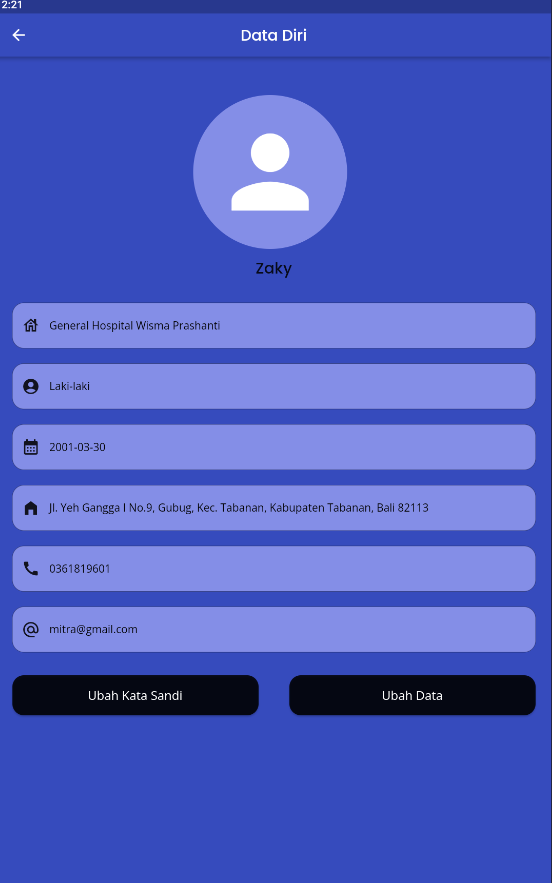 2:21
Data Diri
Zaky
General Hospital Wisma Prashanti
Laki-laki
2001-03-30
Jl. Yeh Gangga I No.9, Gubug, Kec. Tabanan, Kabupaten Tabanan, Bali 82113
0361819601
mitra@gmail.com
Ubah Kata Sandi
Ubah Data